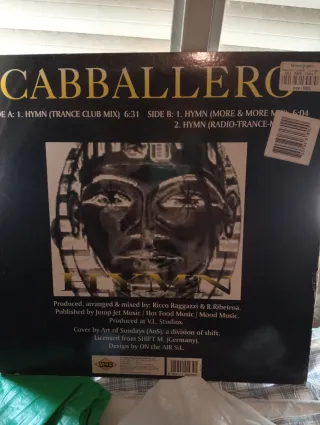 CABBALLERO
DE A: 1. HYMN (TRANCE CLUB MIX) 6:31 SIDE B: 1. HYMN (MORE & MORE MIX) 6:04
2. HYMN (RADIO-TRANCE-
HYMN
Produced, arranged & mixed by: Ricco Raggazzi & R.Ribeiroa.
Published by Jump Jet Music / Hot Food Music / Mood Music.
Produced at V.L. Studios.
Cover by Art of Sundays (AoS), a division of shift.
Licensed from SHIFT M. (Germany).
Design by ON the AIR S.L.